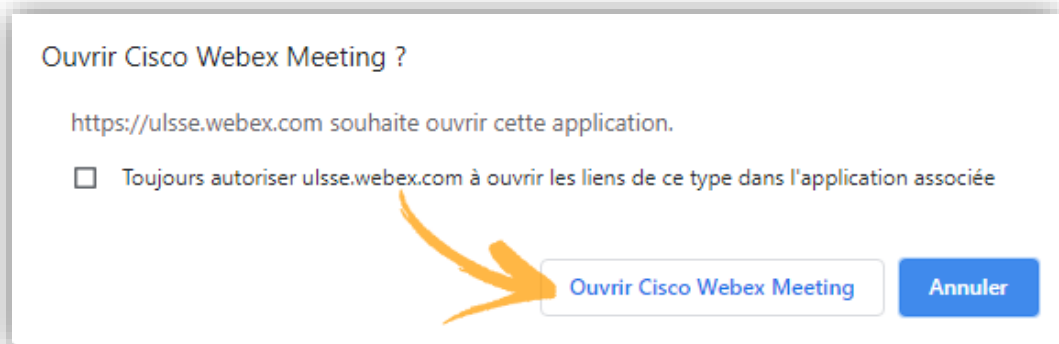 Ouvrir Cisco Webex Meeting ?
https://ulsse.webex.com souhaite ouvrir cette application.
Toujours autoriser ulsse.webex.com à ouvrir les liens de ce type dans l'application associée
Ouvrir Cisco Webex Meeting
Annuler